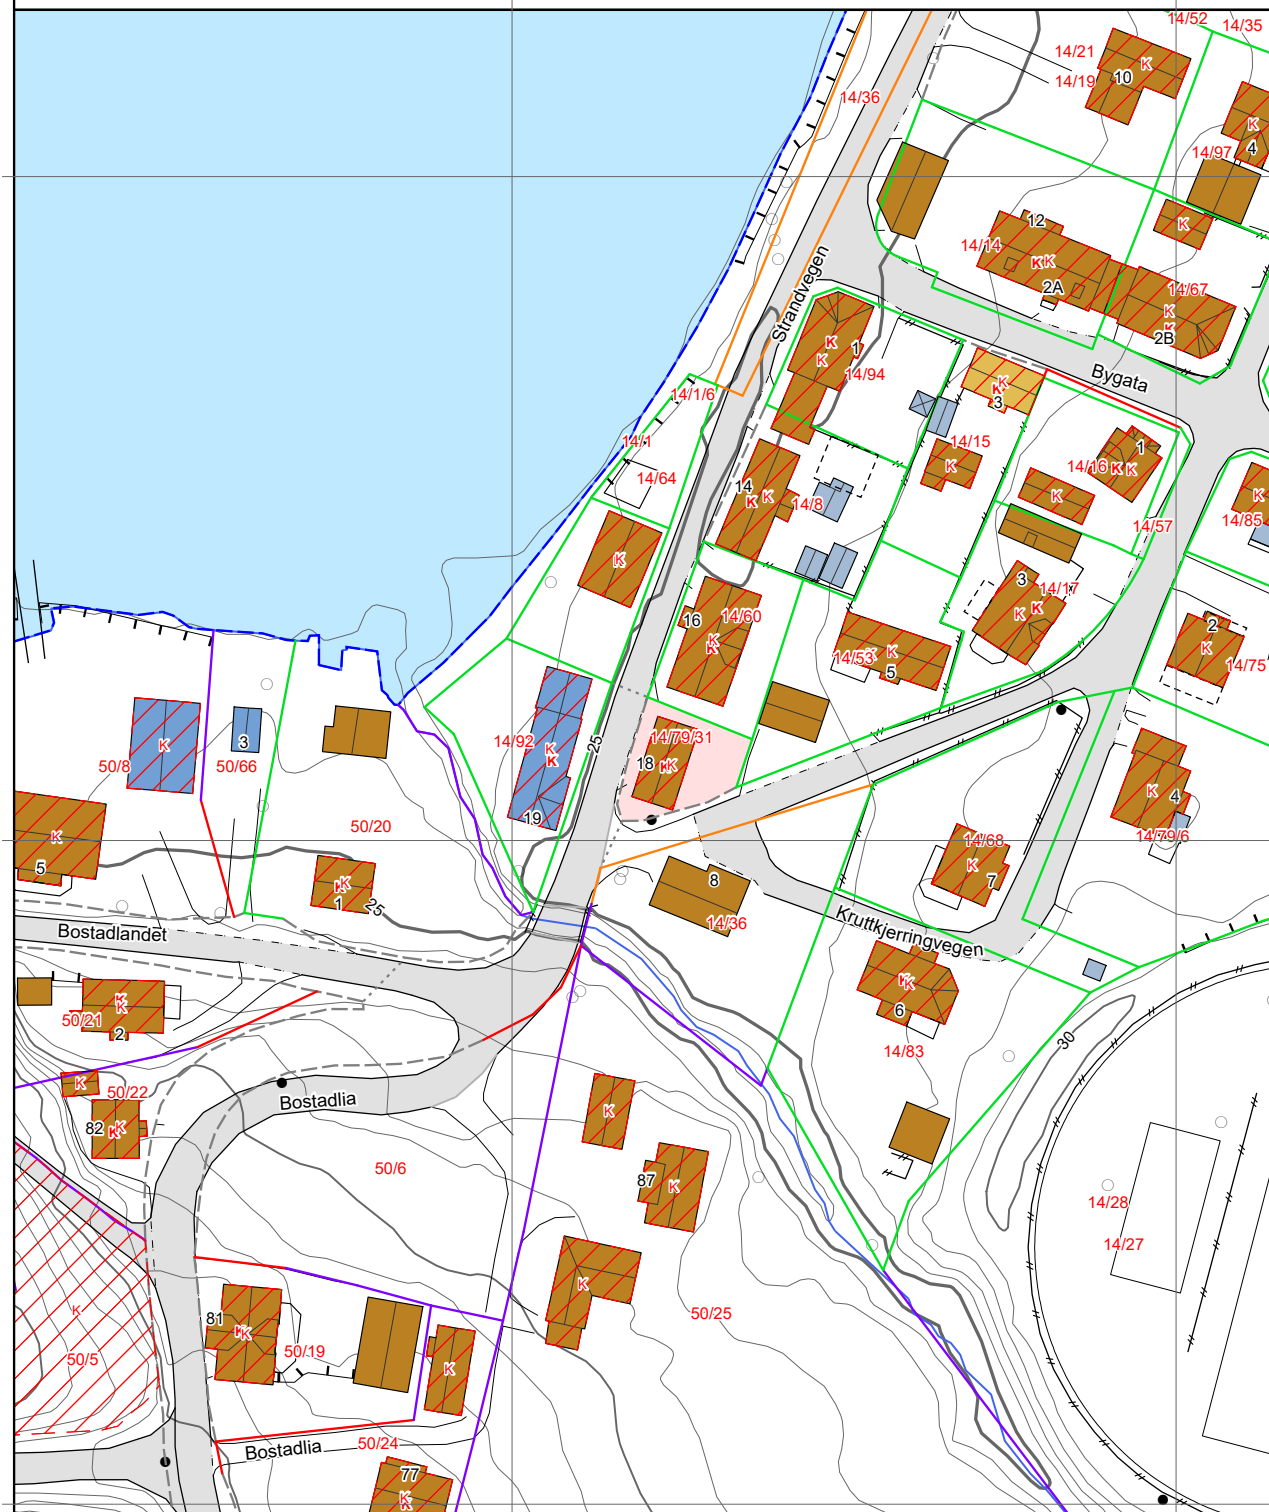 14/52
14/35
14/21
K
14/19
10
14/36
K
4
14/97
12
K
14/14
K K
2A
14/67
K
K
2B
Strandvegen
K
1
K
14/94
Bygata
K
K
3
14/1/6
14/1
14/64
14/15
K
14/16
K K
1
K
14
K
K
14/8
K
14/85
14/57
K
3
14/17
K
K
16
14/60
K
K
14/53
K
5
2
K
14/75
14/79/31
18
K K
25
14/92
K
K
19
K
50/8
3
50/66
50/20
K
5
K
K
1
25
K
4
14/79/6
14/68
K
7
8
14/36
Kruttkjerringvegen
Bostadlandet
K
K
6
14/83
30
K
K
50/21
2
K
50/22
82
K K
Bostadlia
K
50/6
87
K
14/28
14/27
K
K
50/5
81
K K
50/19
K
50/25
K
Bostadlia
50/24
77
K
K